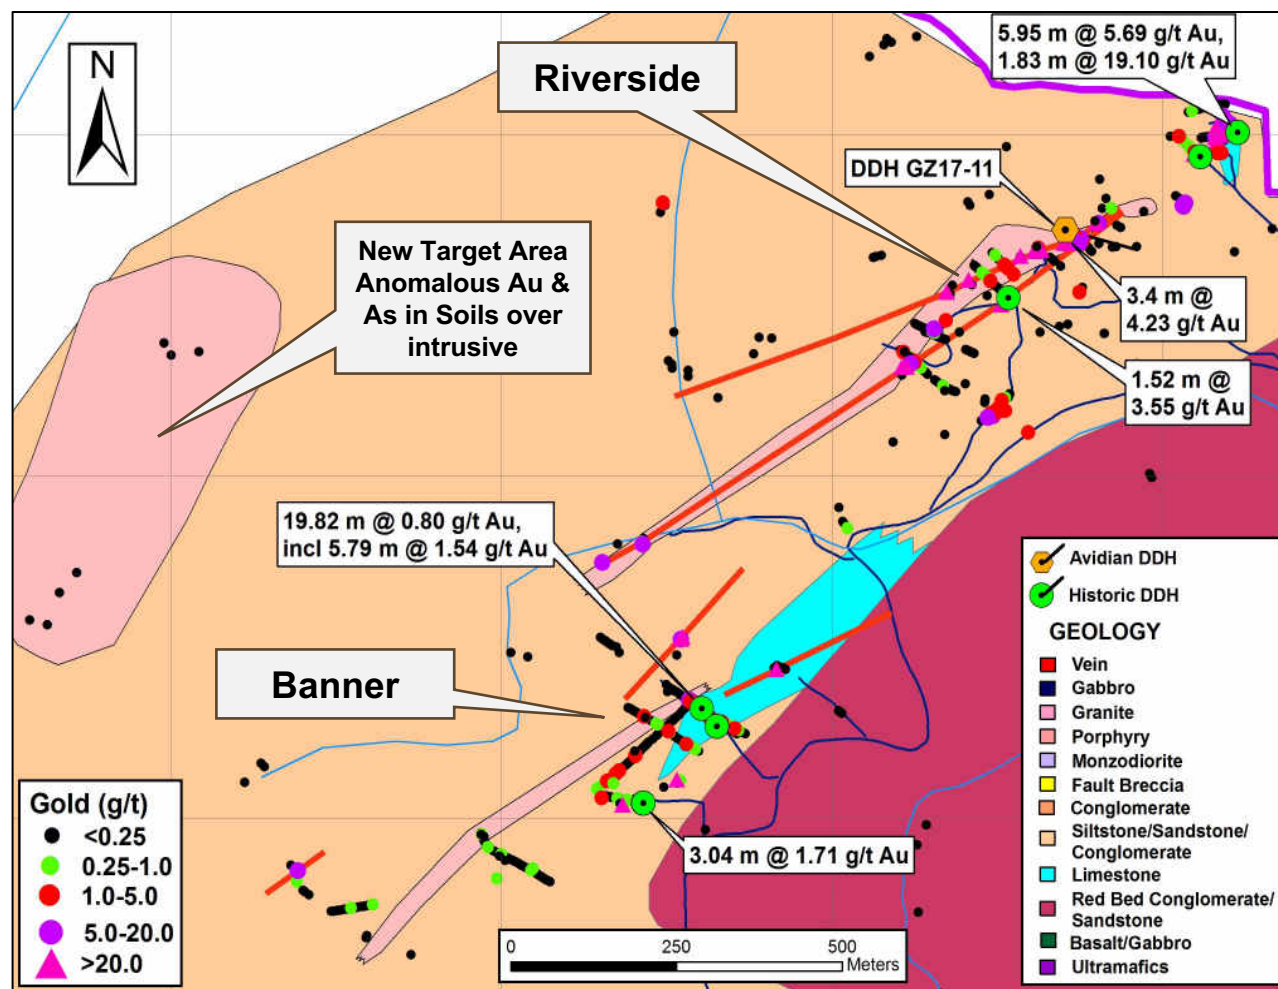 N
Riverside
5.95 m @ 5.69 g/t Au,
1.83 m @ 19.10 g/t Au
DDH GZ17-11
New Target Area
Anomalous Au &
As in Soils over
intrusive
3.4 m @
4.23 g/t Au
1.52 m @
3.55 g/t Au
19.82 m @ 0.80 g/t Au,
incl 5.79 m @ 1.54 g/t Au
Banner
3.04 m @ 1.71 g/t Au
Gold (g/t)
<0.25
0.25-1.0
1.0-5.0
5.0-20.0
>20.0
0 250 500
Meters
Avidian DDH
Historic DDH
GEOLOGY
Vein
Gabbro
Granite
Porphyry
Monzodiorite
Fault Breccia
Conglomerate
Siltstone/Sandstone/
Conglomerate
Limestone
Red Bed Conglomerate/
Sandstone
Basalt/Gabbro
Ultramafics